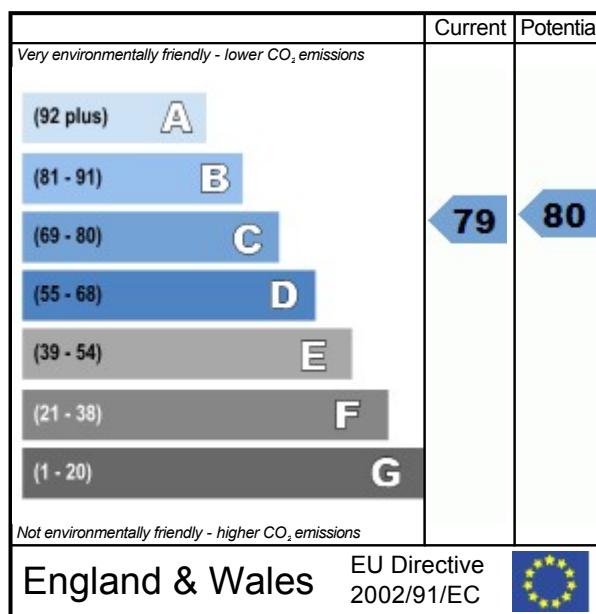 Current Potentia
Very environmentally friendly - lower CO₂ emissions
(92 plus) A
(81 - 91) B
(69 - 80) C
79 80
(55 - 68) D
(39 - 54) E
(21 - 38) F
(1 - 20) G
Not environmentally friendly - higher CO₂ emissions
England & Wales
EU Directive
2002/91/EC